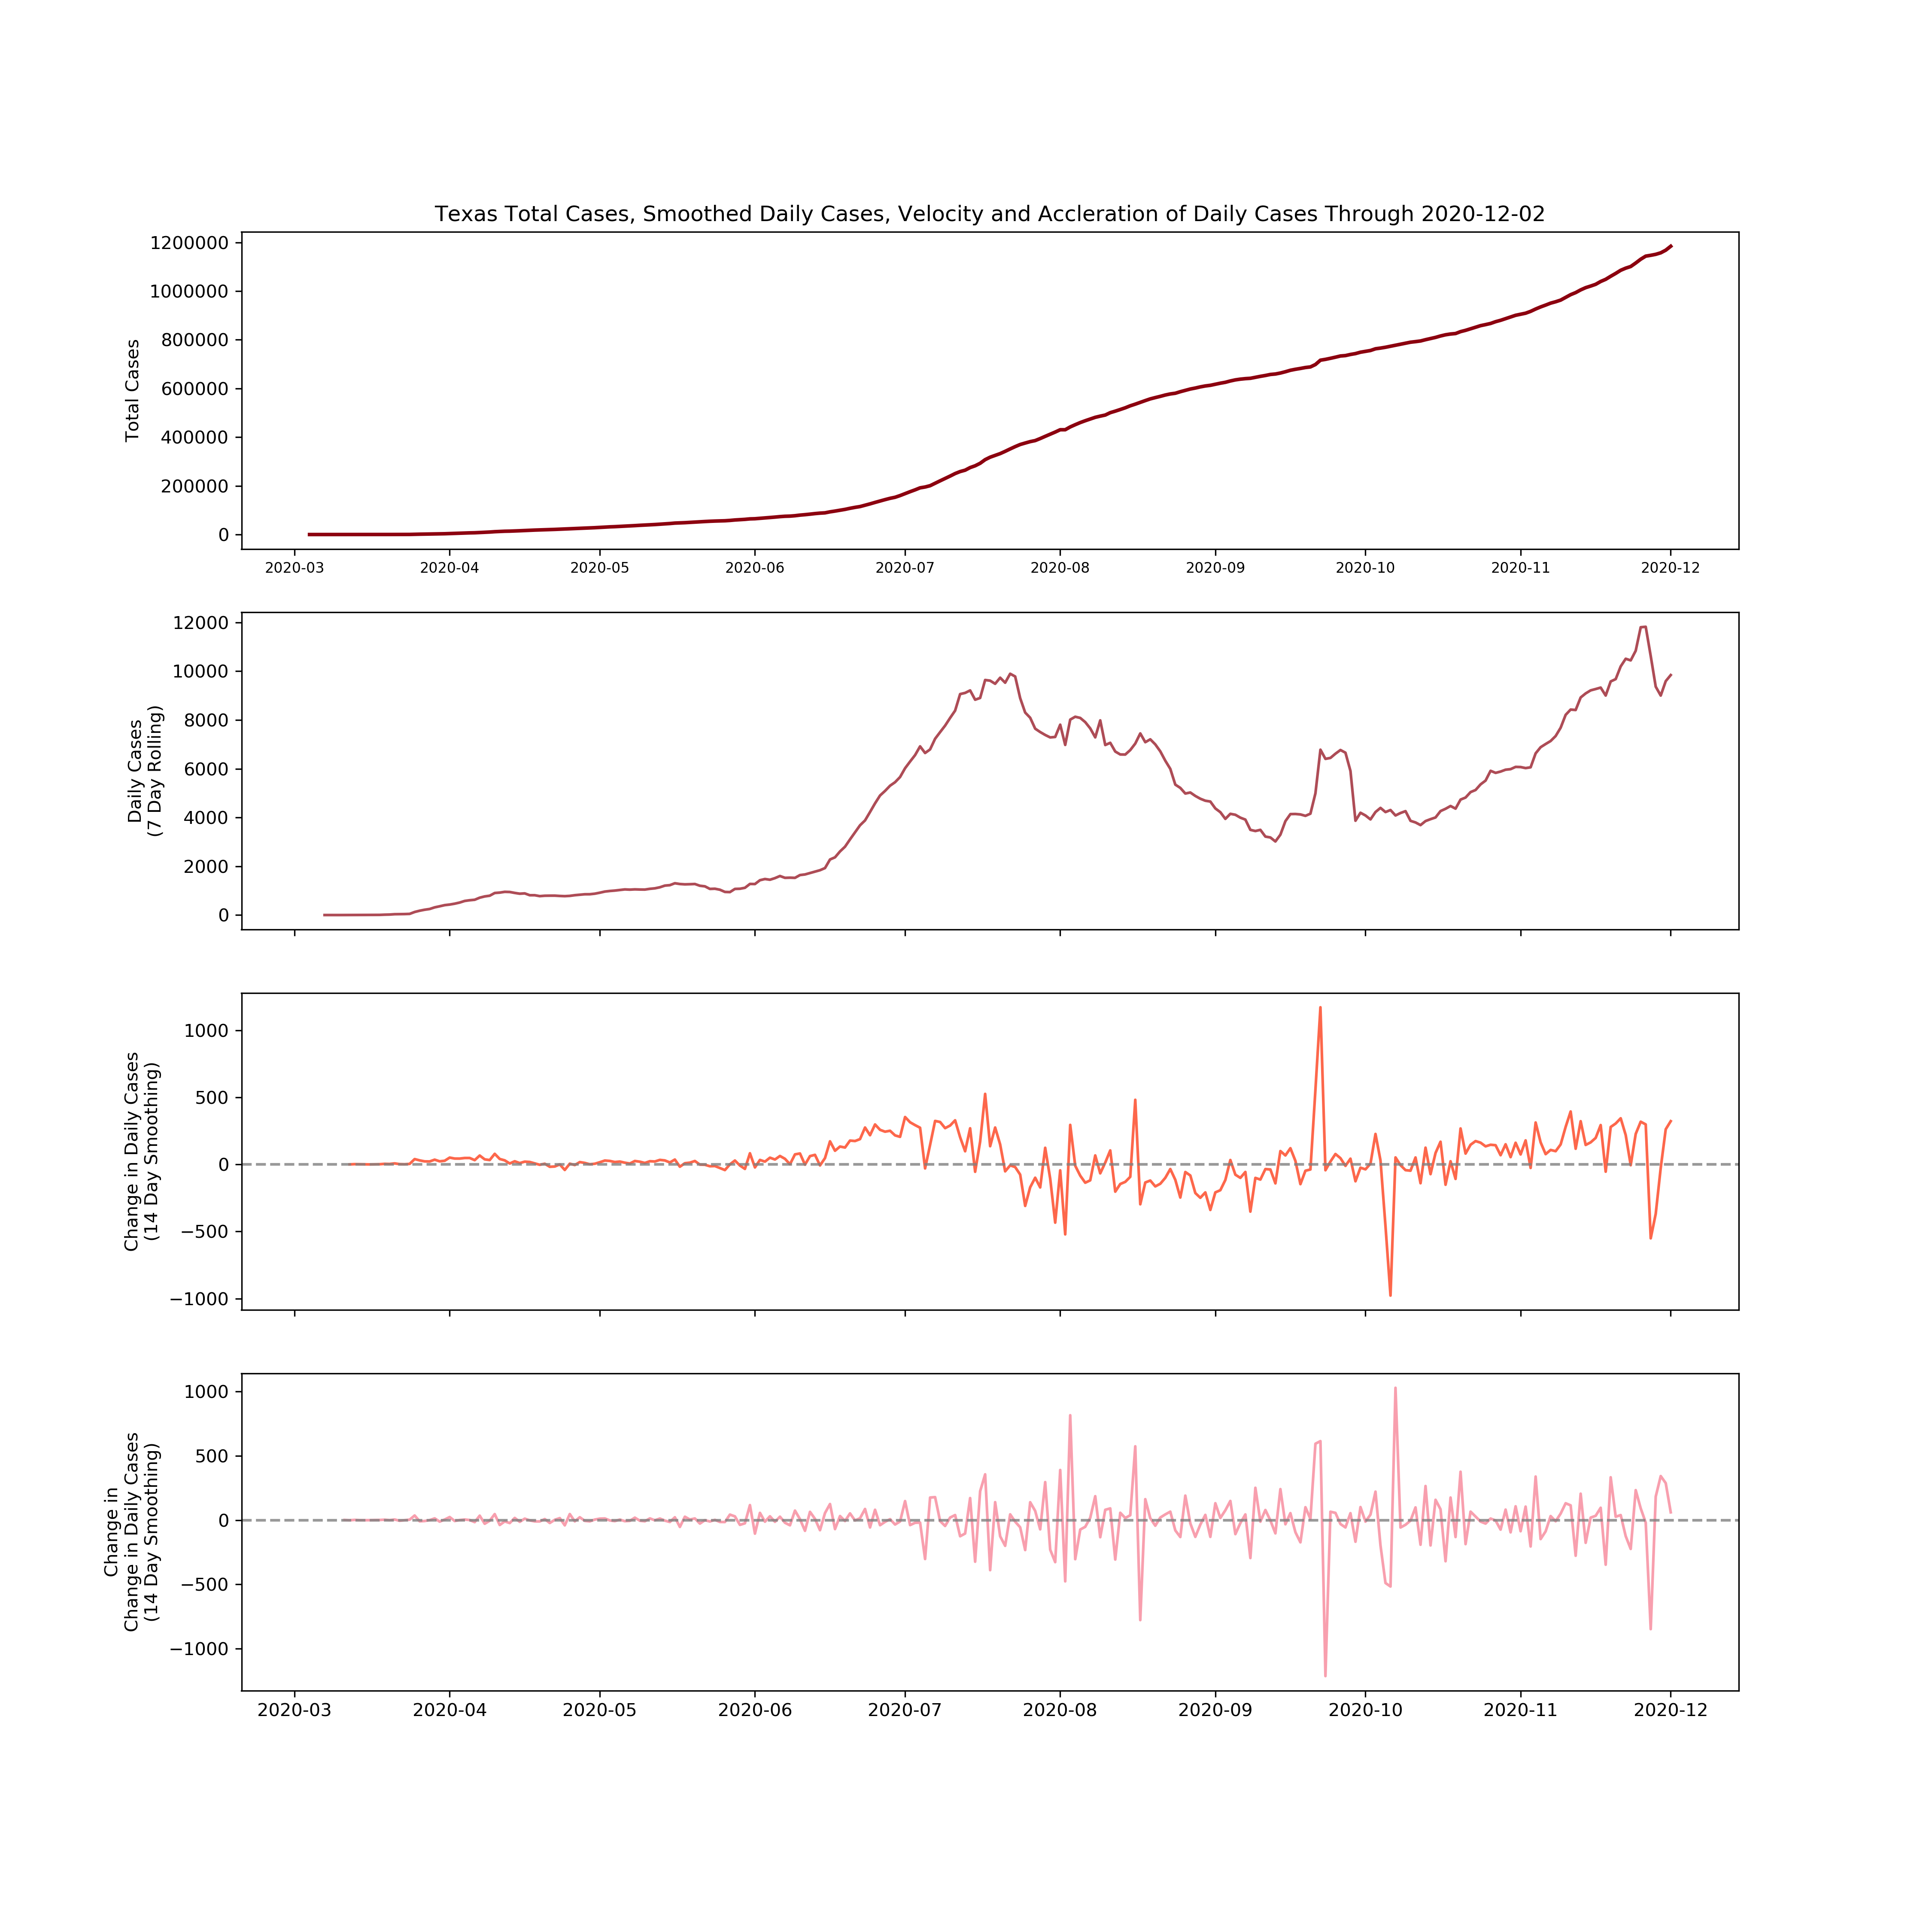 Texas Total Cases, Smoothed Daily Cases, Velocity and Accleration of Daily Cases Through 2020-12-02
1200000
1000000
800000
600000
400000
200000
0
Total Cases
2020-03 2020-04 2020-05 2020-06 2020-07 2020-08 2020-09 2020-10 2020-11 2020-12
12000
10000
8000
6000
4000
2000
0
Daily Cases
(7 Day Rolling)
1000
500
0
−500
−1000
Change in Daily Cases
(14 Day Smoothing)
1000
500
0
−500
−1000
Change in
Change in Daily Cases
(14 Day Smoothing)
2020-03 2020-04 2020-05 2020-06 2020-07 2020-08 2020-09 2020-10 2020-11 2020-12